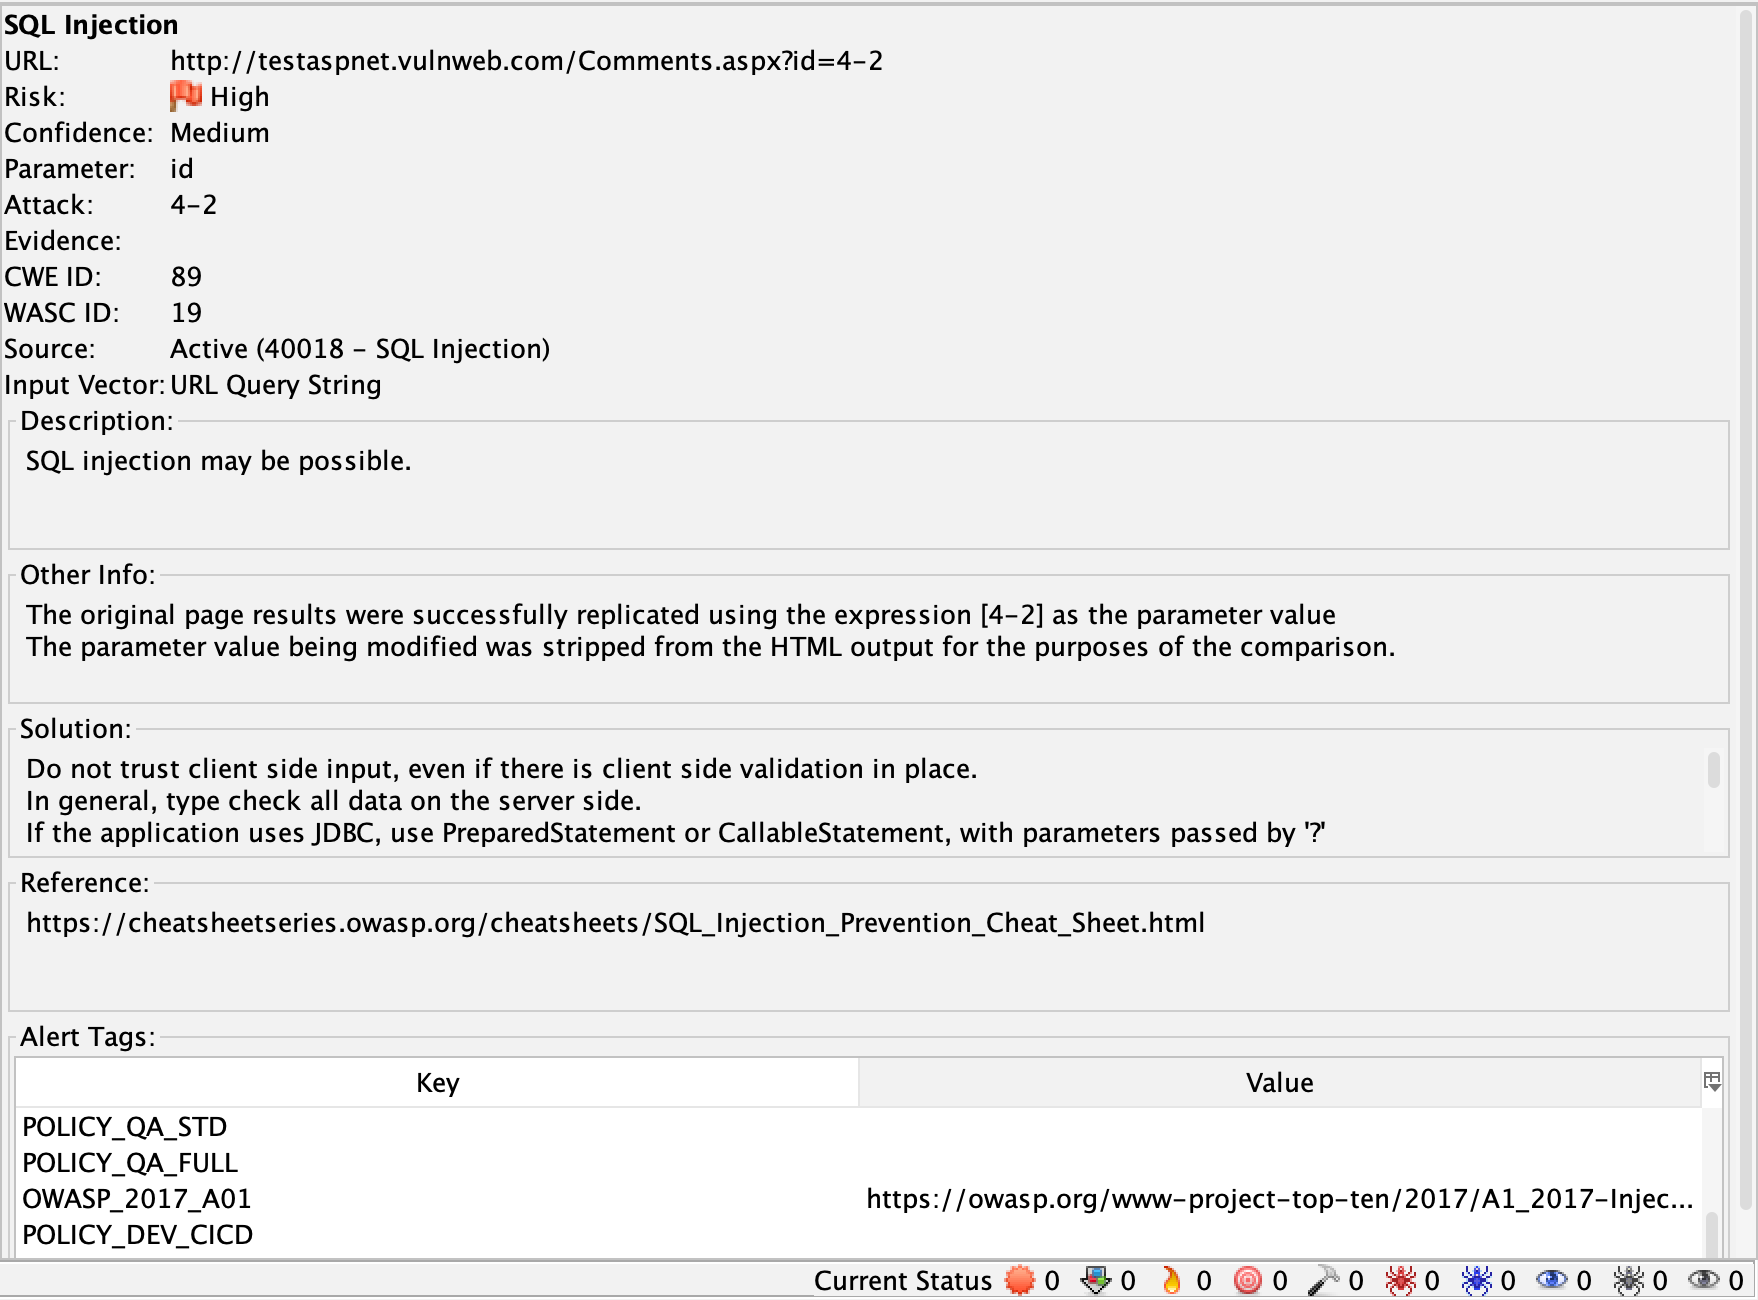 SQL Injection
URL: http://testaspnet.vulnweb.com/Comments.aspx?id=4-2
Risk: High
Confidence: Medium
Parameter: id
Attack: 4-2
Evidence:
CWE ID: 89
WASC ID: 19
Source: Active (40018 - SQL Injection)
Input Vector: URL Query String
Description:
SQL injection may be possible.
Other Info:
The original page results were successfully replicated using the expression [4-2] as the parameter value
The parameter value being modified was stripped from the HTML output for the purposes of the comparison.
Solution:
Do not trust client side input, even if there is client side validation in place.
In general, type check all data on the server side.
If the application uses JDBC, use PreparedStatement or CallableStatement, with parameters passed by '?'
Reference:
https://cheatsheetseries.owasp.org/cheatsheets/SQL_Injection_Prevention_Cheat_Sheet.html
Alert Tags:
Key Value
POLICY_QA_STD
POLICY_QA_FULL
OWASP_2017_A01 https://owasp.org/www-project-top-ten/2017/A1_2017-Injec...
POLICY_DEV_CICD
Current Status 0 0 0 0 0 0 0 0 0 0